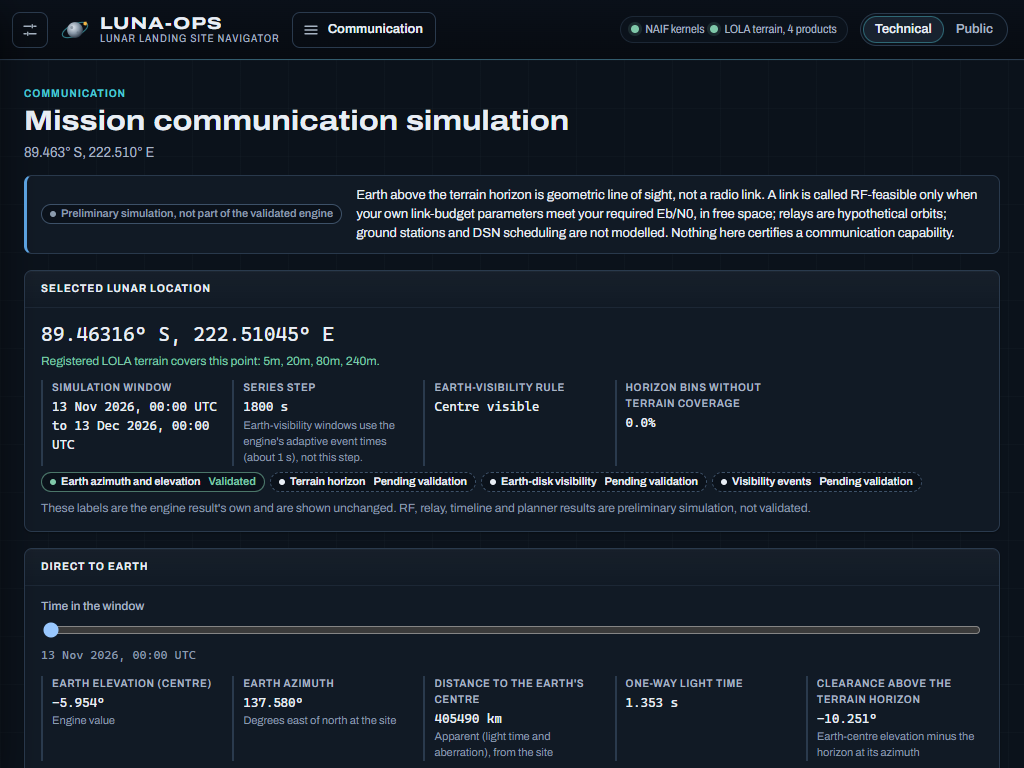 LUNA-OPS
LUNAR LANDING SITE NAVIGATOR
Communication
NAIF kernels
LOLA terrain, 4 products
Technical
Public
COMMUNICATION
Mission communication simulation
89.463° S, 222.510° E
Preliminary simulation, not part of the validated engine
Earth above the terrain horizon is geometric line of sight, not a radio link. A link is called RF-feasible only when
your own link-budget parameters meet your required Eb/N0, in free space; relays are hypothetical orbits;
ground stations and DSN scheduling are not modelled. Nothing here certifies a communication capability.
SELECTED LUNAR LOCATION
89.46316° S, 222.51045° E
Registered LOLA terrain covers this point: 5m, 20m, 80m, 240m.
SIMULATION WINDOW
13 Nov 2026, 00:00 UTC
to 13 Dec 2026, 00:00
UTC
SERIES STEP
1800 s
Earth-visibility windows use the
engine's adaptive event times
(about 1 s), not this step.
EARTH-VISIBILITY RULE
Centre visible
HORIZON BINS WITHOUT
TERRAIN COVERAGE
0.0%
Earth azimuth and elevation Validated
Terrain horizon Pending validation
Earth-disk visibility Pending validation
Visibility events Pending validation
These labels are the engine result's own and are shown unchanged. RF, relay, timeline and planner results are preliminary simulation, not validated.
DIRECT TO EARTH
Time in the window
13 Nov 2026, 00:00 UTC
EARTH ELEVATION (CENTRE)
−5.954°
Engine value
EARTH AZIMUTH
137.580°
Degrees east of north at the site
DISTANCE TO THE EARTH'S
CENTRE
405490 km
Apparent (light time and
aberration), from the site
ONE-WAY LIGHT TIME
1.353 s
CLEARANCE ABOVE THE
TERRAIN HORIZON
−10.251°
Earth-centre elevation minus the
horizon at its azimuth